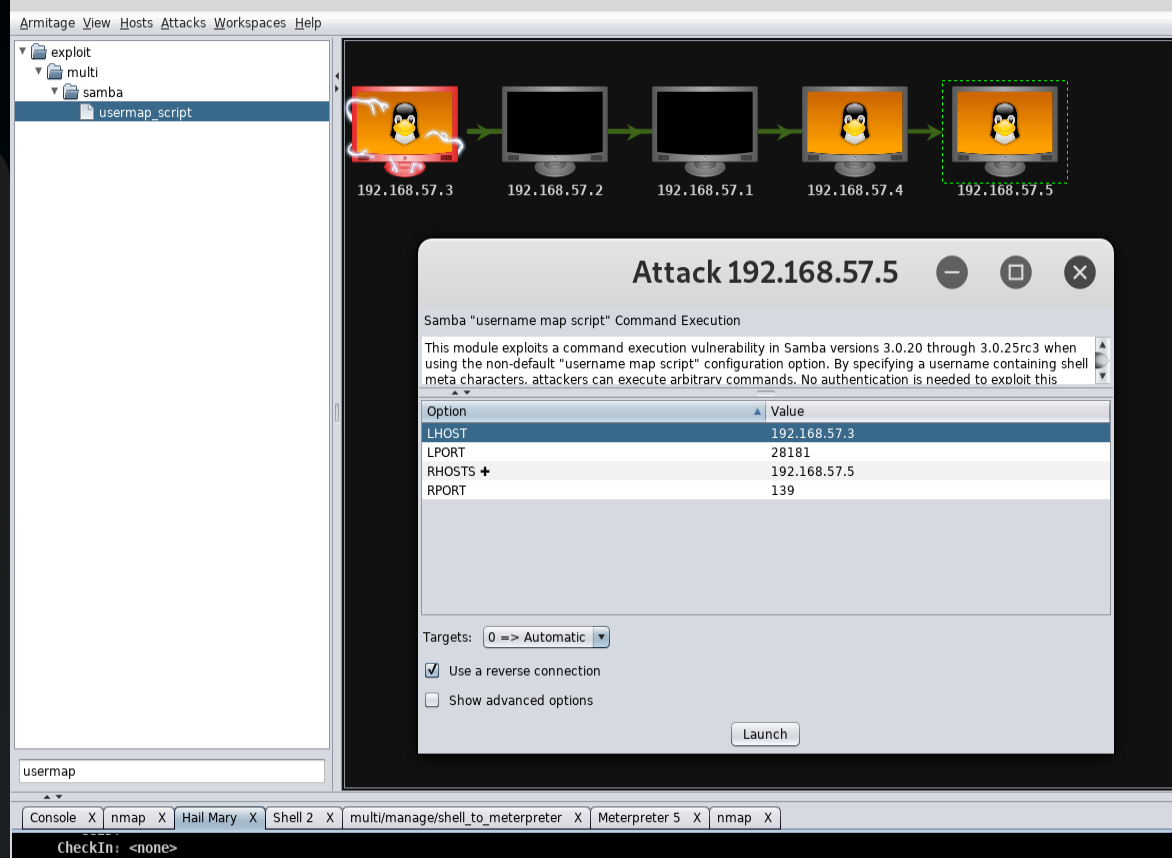 Armitage View Hosts Attacks Workspaces Help
exploit
multi
samba
usermap_script
192.168.57.3
192.168.57.2
192.168.57.1
192.168.57.4
192.168.57.5
Attack 192.168.57.5
Samba "username map script" Command Execution
This module exploits a command execution vulnerability in Samba versions 3.0.20 through 3.0.25rc3 when
using the non-default "username map script" configuration option. By specifying a username containing shell
meta characters, attackers can execute arbitrary commands. No authentication is needed to exploit this
Option Value
LHOST 192.168.57.3
LPORT 28181
RHOSTS ✚ 192.168.57.5
RPORT 139
Targets: 0 => Automatic
Use a reverse connection
Show advanced options
Launch
usermap
Console X nmap X Hail Mary X Shell 2 X multi/manage/shell_to_meterpreter X Meterpreter 5 X nmap X
CheckIn: <none>